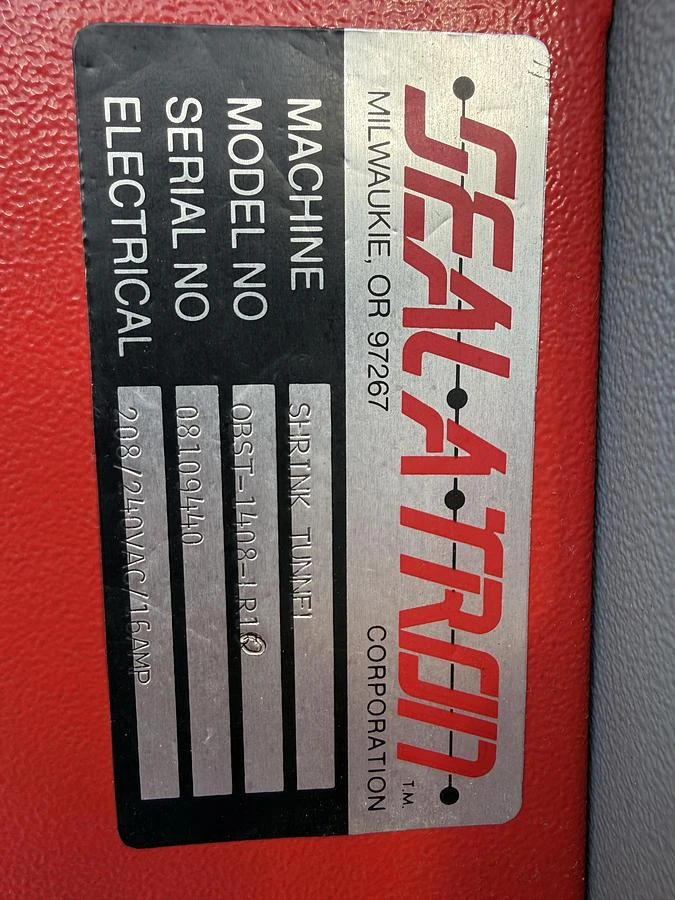 SEAL·A·TRON T.M.
MILWAUKIE, OR 97267 CORPORATION
MACHINE SHRINK TUNNEL
MODEL NO OBST-1408-LR10
SERIAL NO 08109440
ELECTRICAL 208/240VAC/16AMP